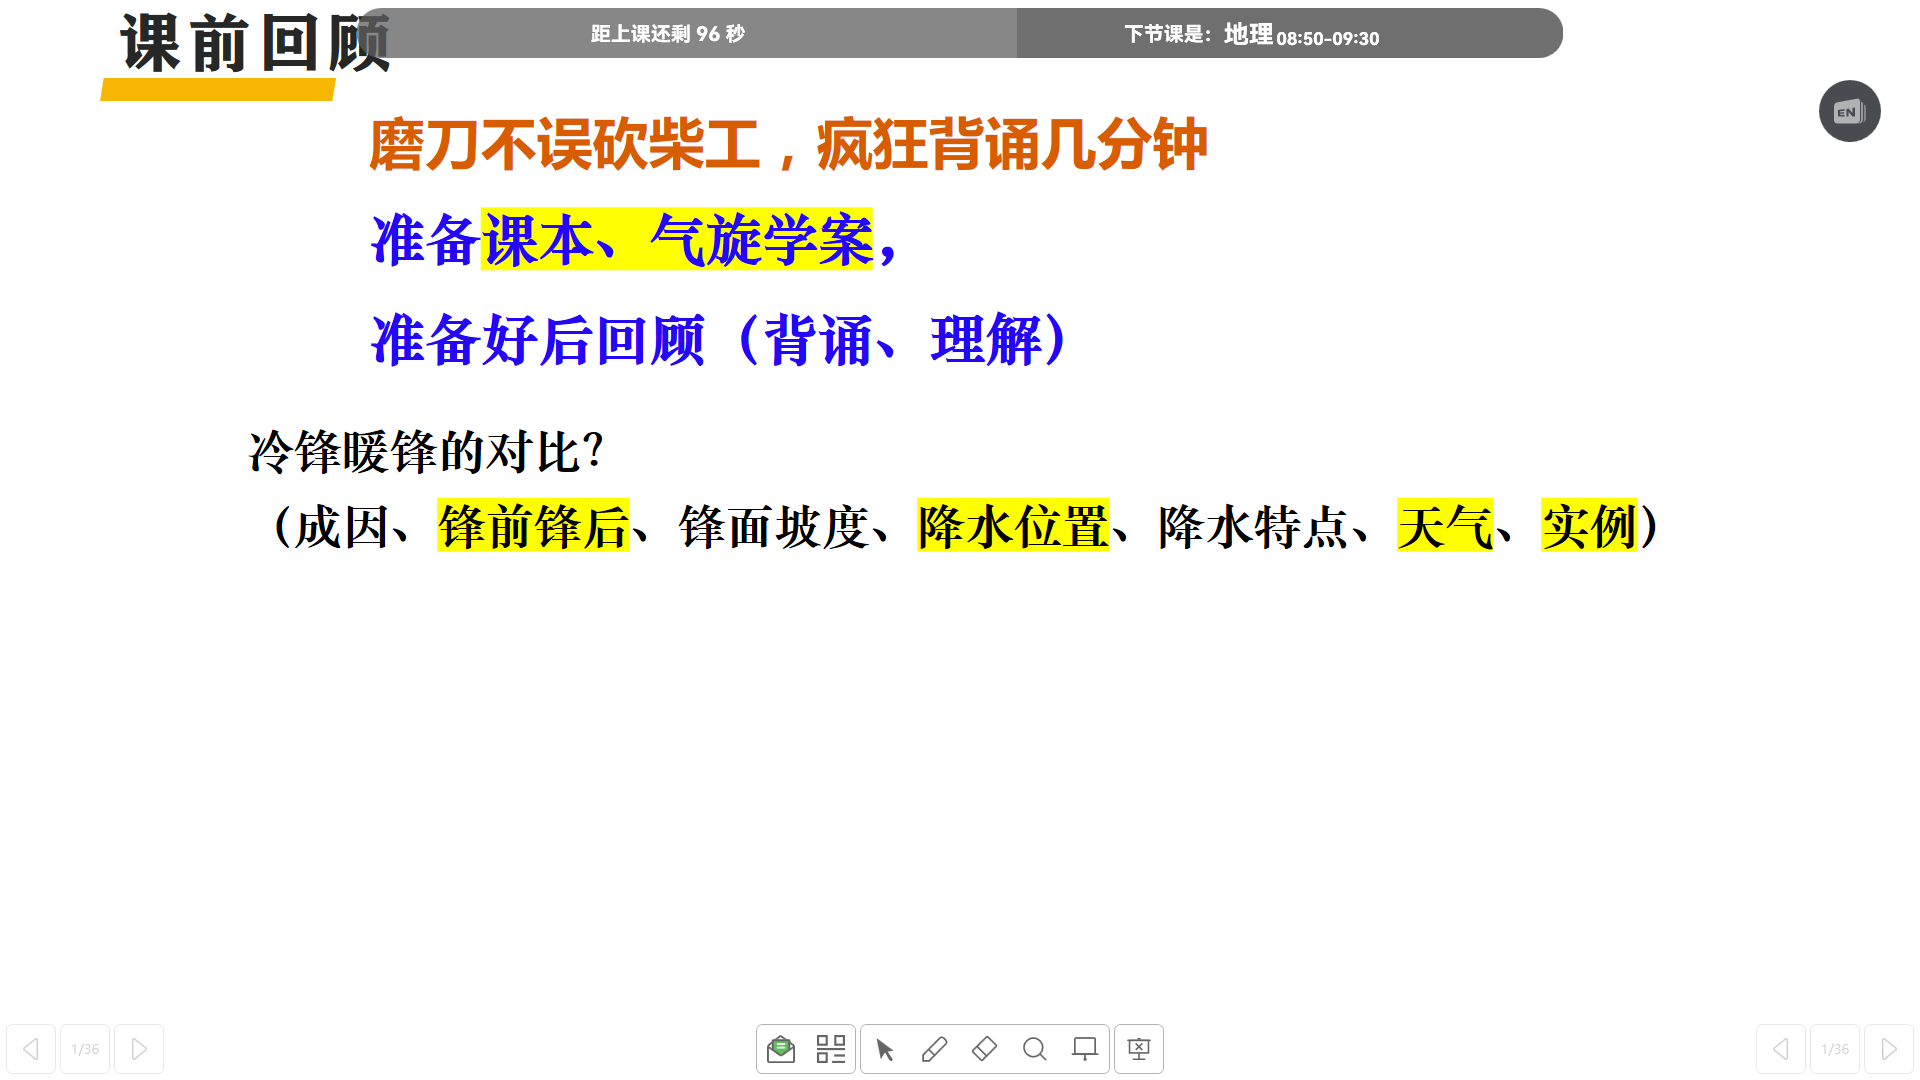 课前回顾
距上课还剩 96 秒
下节课是：地理 08:50-09:30
EN
磨刀不误砍柴工，疯狂背诵几分钟
准备课本、气旋学案，
准备好后回顾（背诵、理解）
冷锋暖锋的对比？
（成因、锋前锋后、锋面坡度、降水位置、降水特点、天气、实例）
1/36
1/36